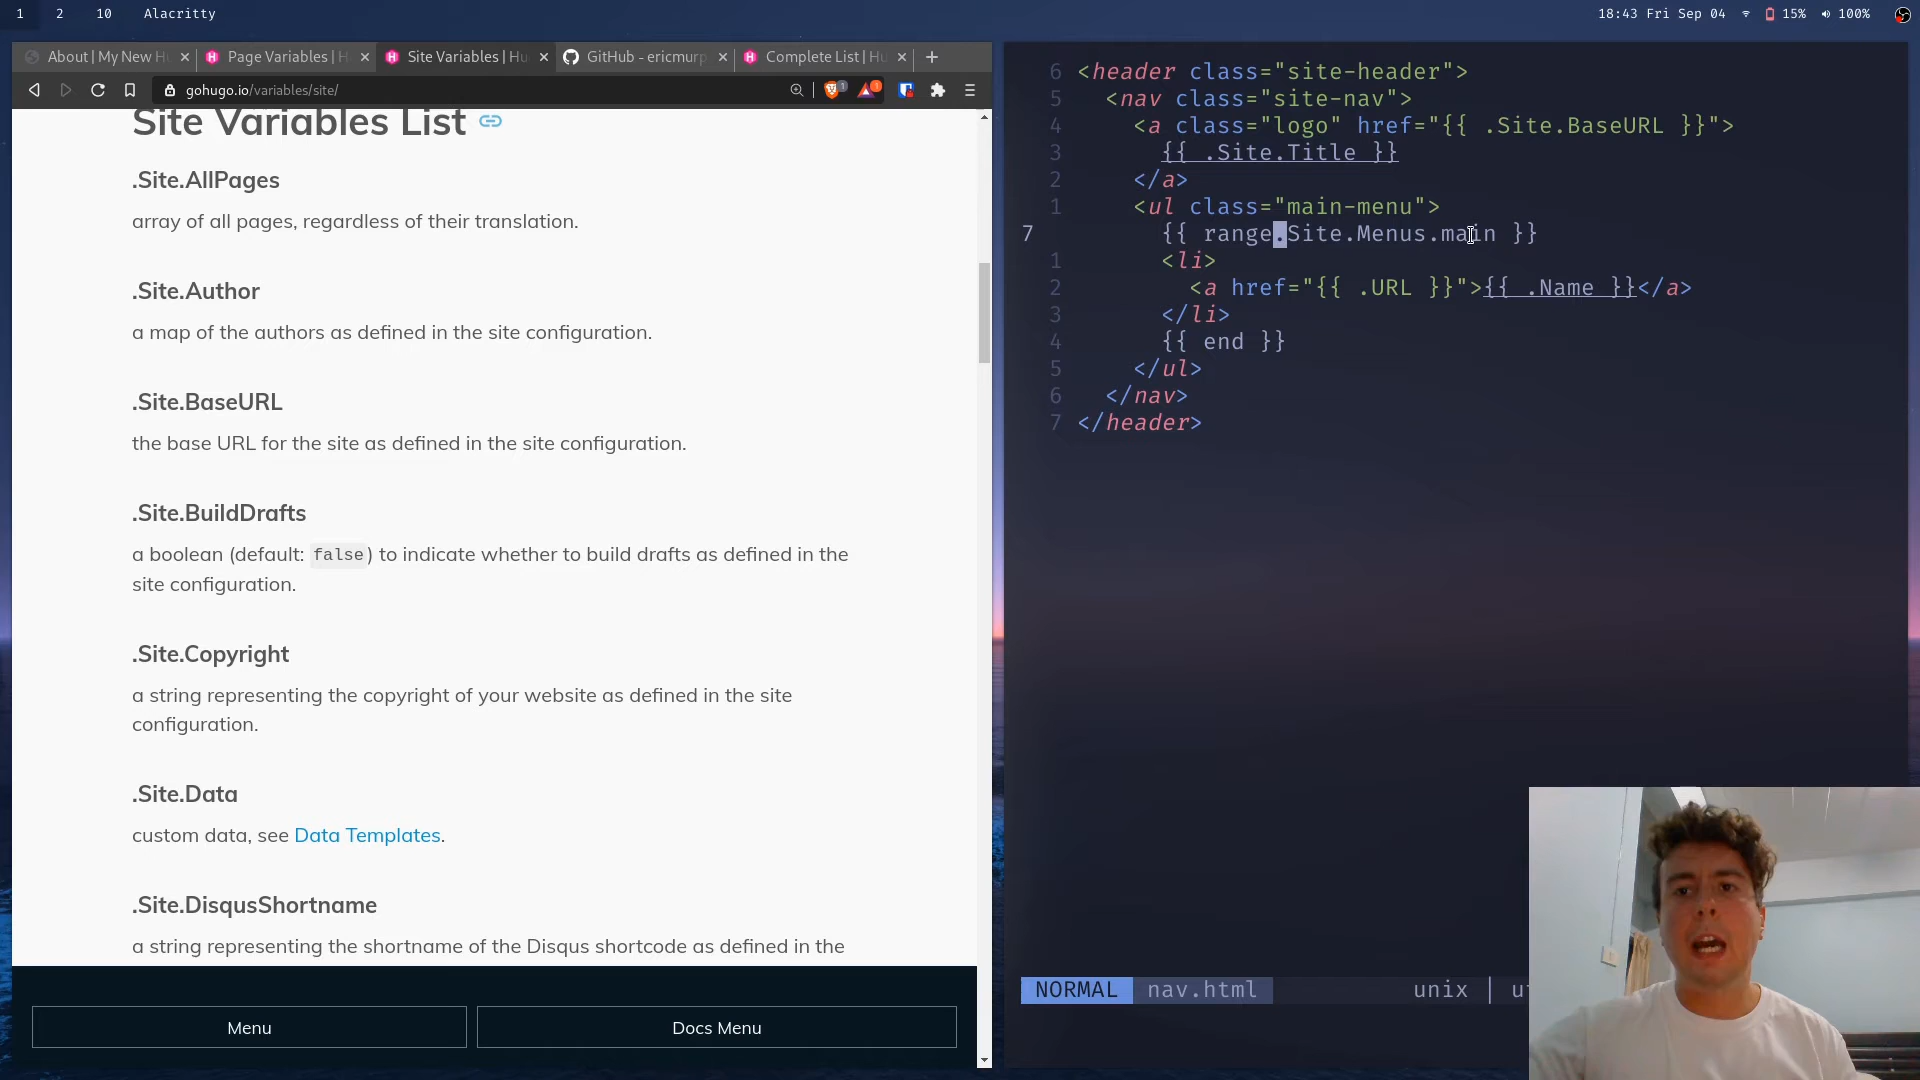 1 2 10 Alacritty
18:43 Fri Sep 04 15% 100%
About | My New H
Page Variables | H
Site Variables | Hu
GitHub - ericmurp
Complete List | Hu
gohugo.io/variables/site/
Site Variables List
.Site.AllPages
array of all pages, regardless of their translation.
.Site.Author
a map of the authors as defined in the site configuration.
.Site.BaseURL
the base URL for the site as defined in the site configuration.
.Site.BuildDrafts
a boolean (default: false) to indicate whether to build drafts as defined in the
site configuration.
.Site.Copyright
a string representing the copyright of your website as defined in the site
configuration.
.Site.Data
custom data, see Data Templates.
.Site.DisqusShortname
a string representing the shortname of the Disqus shortcode as defined in the
Menu
Docs Menu
6 <header class="site-header">
5 <nav class="site-nav">
4 <a class="logo" href="{{ .Site.BaseURL }}">
3 {{ .Site.Title }}
2 </a>
1 <ul class="main-menu">
7 {{ range.Site.Menus.main }}
1 <li>
2 <a href="{{ .URL }}">{{ .Name }}</a>
3 </li>
4 {{ end }}
5 </ul>
6 </nav>
7 </header>
NORMAL nav.html unix | u